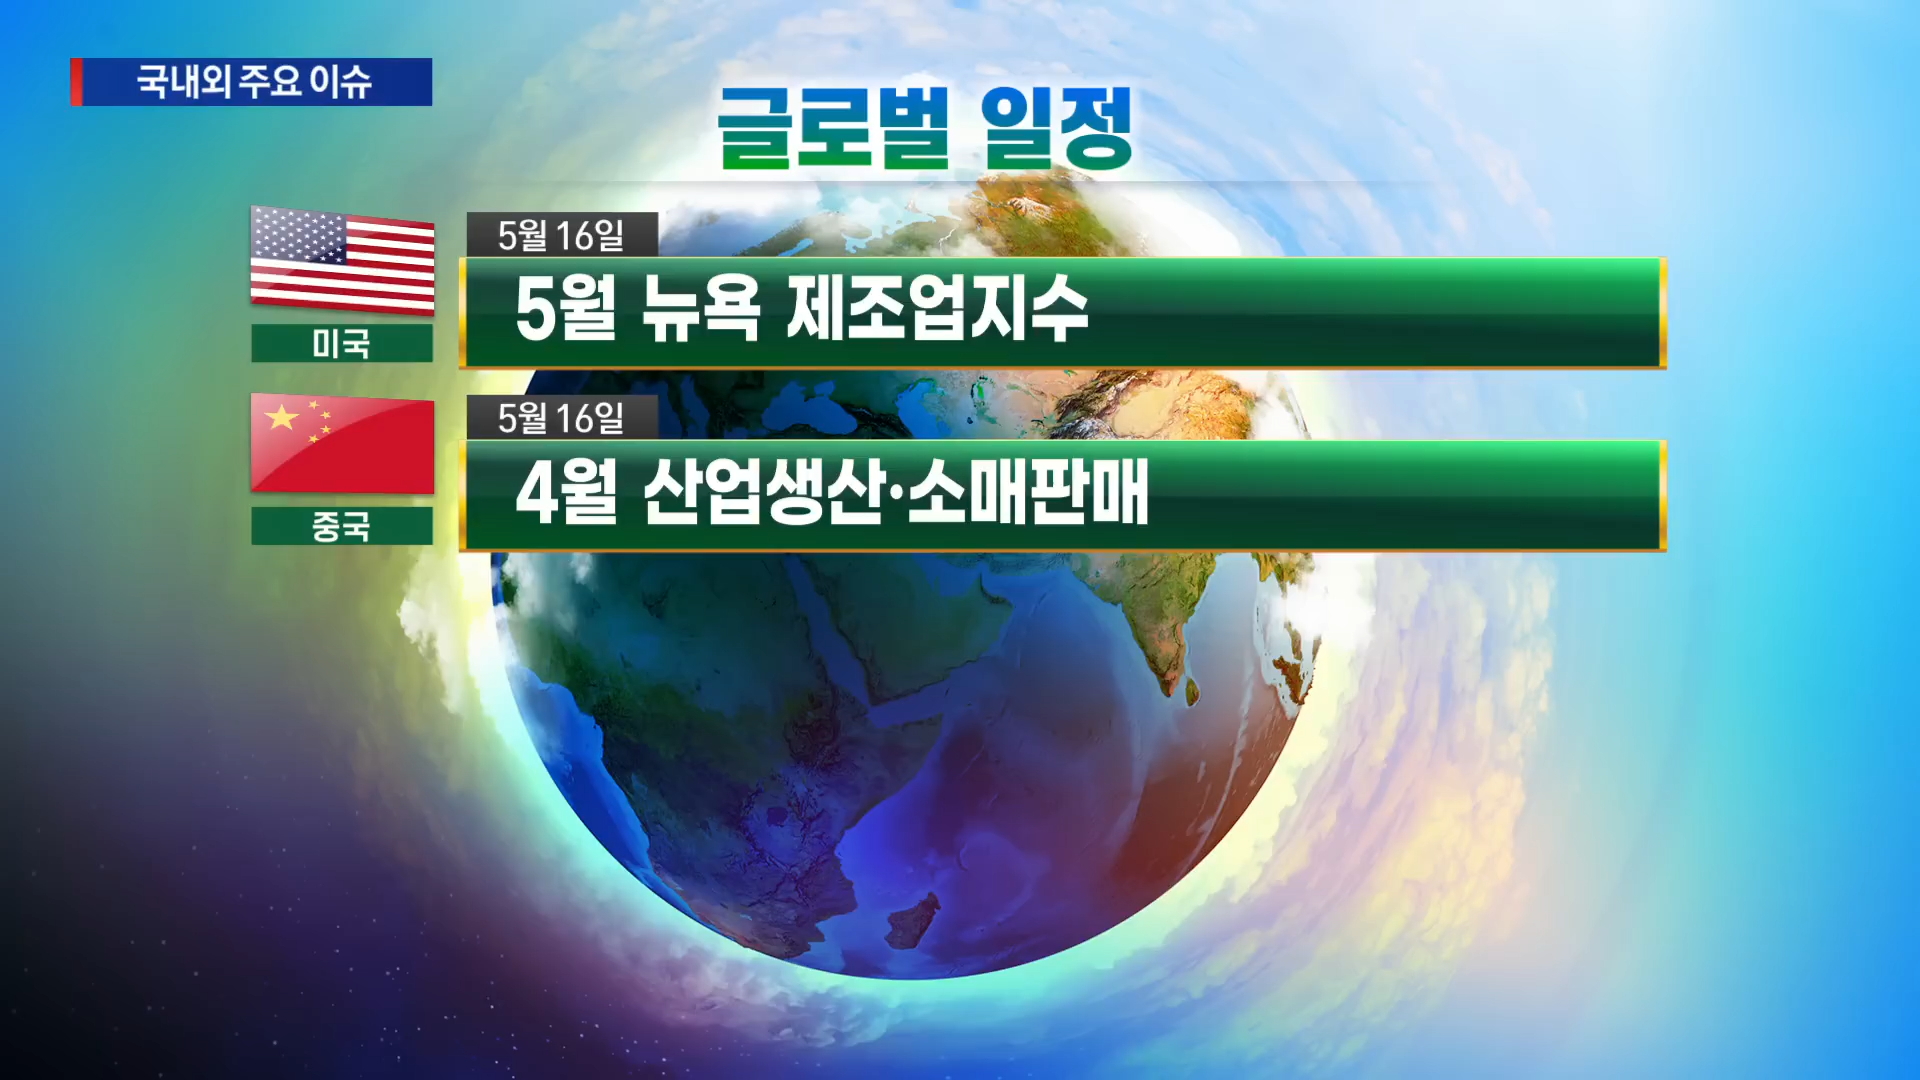 국내외 주요 이슈
글로벌 일정
5월 16일
5월 뉴욕 제조업지수
미국
5월 16일
4월 산업생산·소매판매
중국